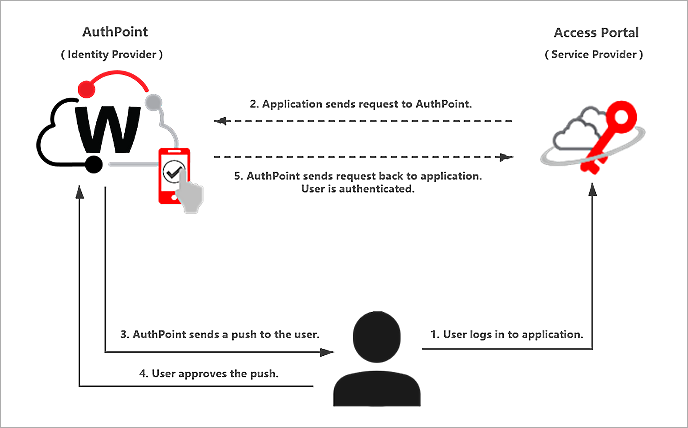 AuthPoint
( Identity Provider )
Access Portal
( Service Provider )
W
2. Application sends request to AuthPoint.
5. AuthPoint sends request back to application.
User is authenticated.
3. AuthPoint sends a push to the user.
1. User logs in to application.
4. User approves the push.